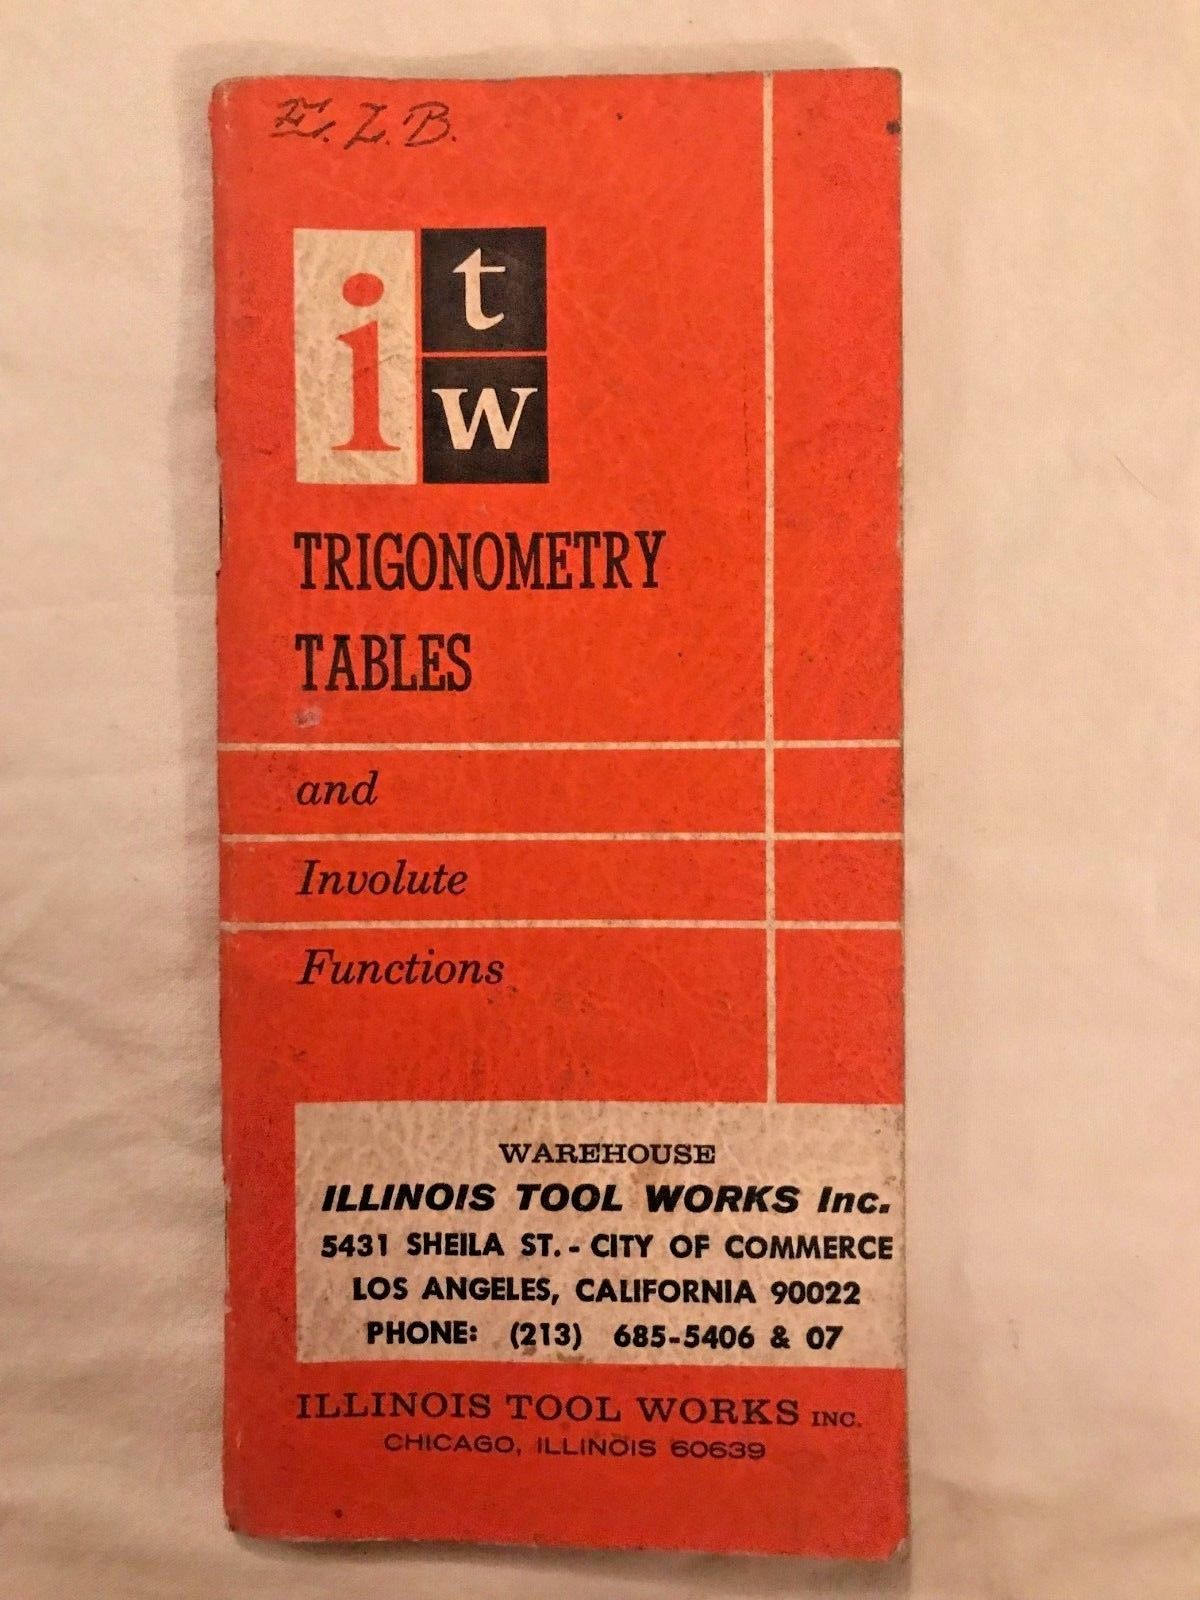 E. Z. B.
i t
w
TRIGONOMETRY
TABLES
and
Involute
Functions
WAREHOUSE
ILLINOIS TOOL WORKS Inc.
5431 SHEILA ST. - CITY OF COMMERCE
LOS ANGELES, CALIFORNIA 90022
PHONE: (213) 685-5406 & 07
ILLINOIS TOOL WORKS INC.
CHICAGO, ILLINOIS 60639